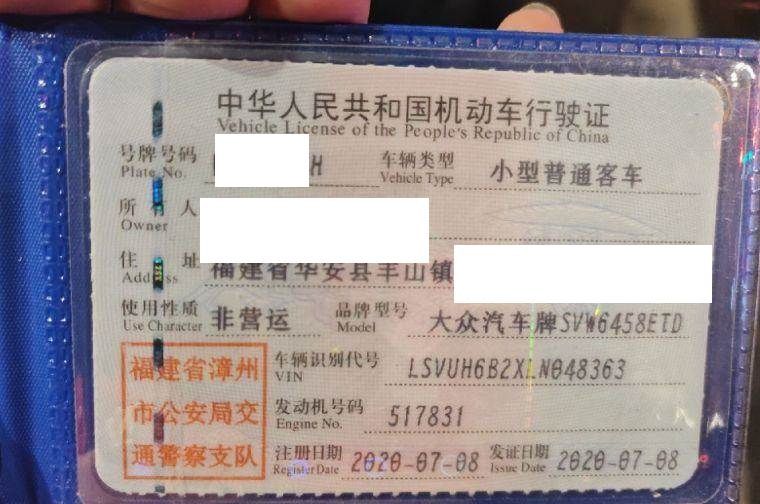 中华人民共和国机动车行驶证
Vehicle License of the People's Republic of China
号牌号码 H 车辆类型 小型普通客车
Plate No. Vehicle Type
所有人
Owner
住址 福建省华安县丰山镇
Address
使用性质 非营运 品牌型号 大众汽车牌SVW6458ETD
Use Character Model
福建省漳州 车辆识别代号 LSVUH6B2XLN048363
VIN
市公安局交 发动机号码 517831
Engine No.
通警察支队 注册日期 2020-07-08 发证日期 2020-07-08
Register Date Issue Date